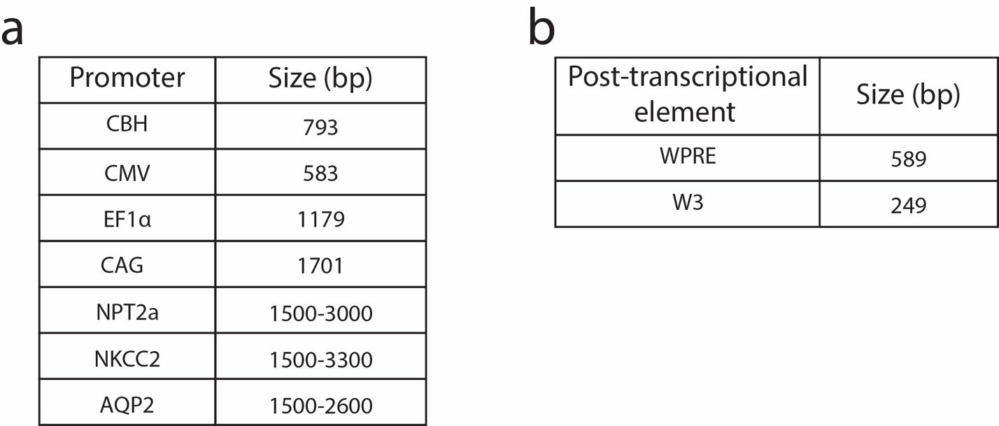 a
Promoter Size (bp)
CBH 793
CMV 583
EF1α 1179
CAG 1701
NPT2a 1500-3000
NKCC2 1500-3300
AQP2 1500-2600
b
Post-transcriptional
element Size (bp)
WPRE 589
W3 249